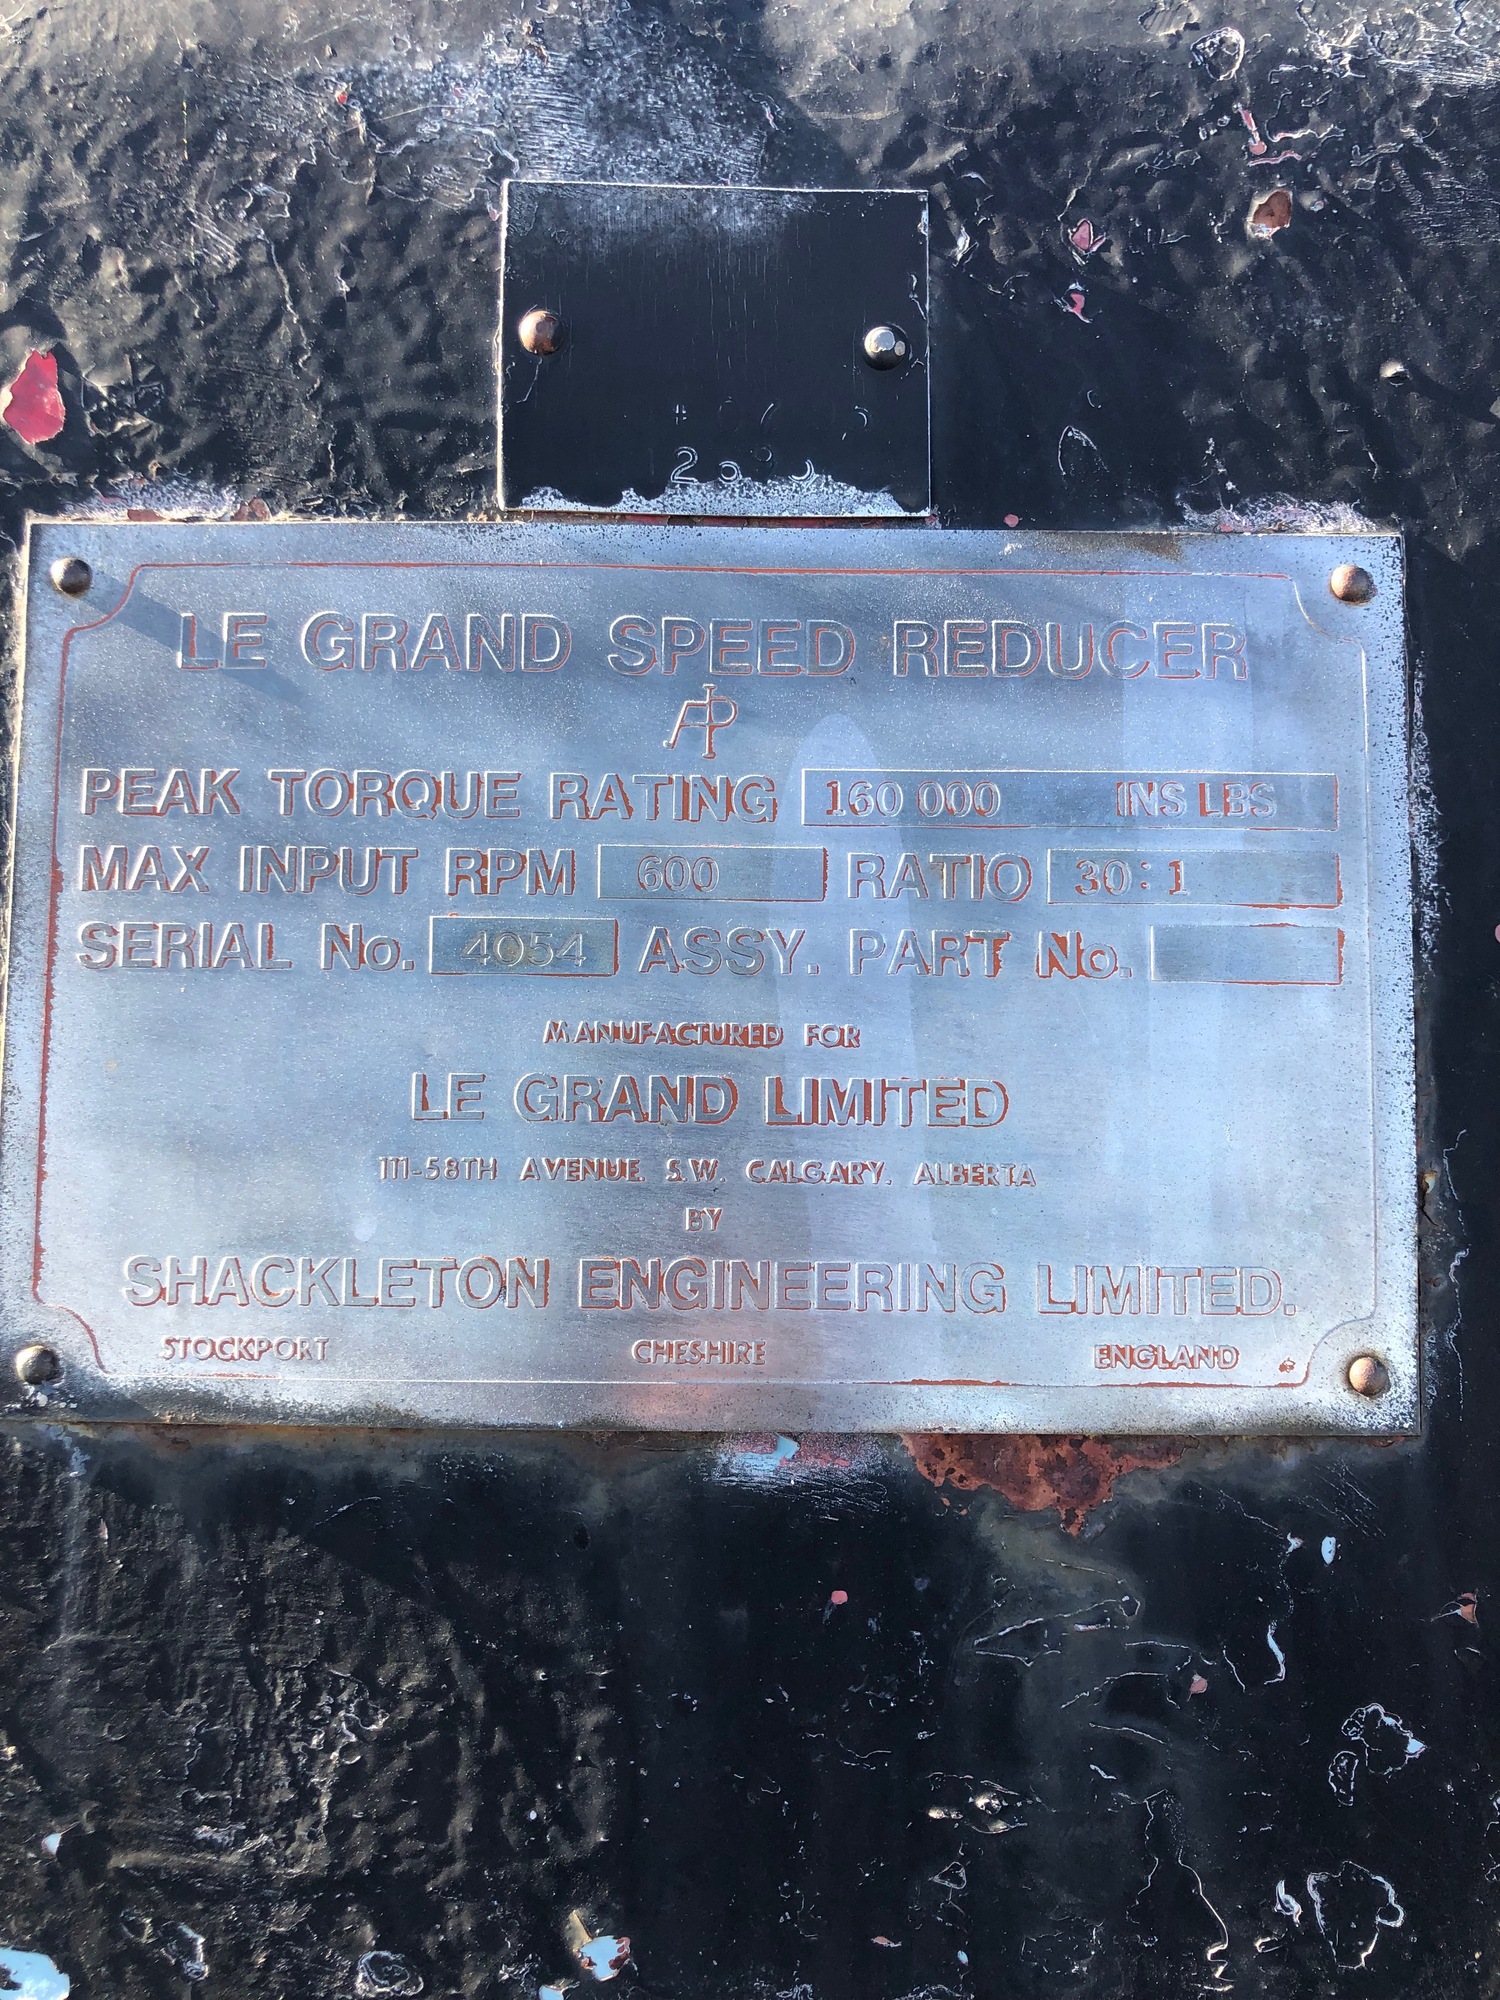 LE GRAND SPEED REDUCER
API
PEAK TORQUE RATING 160 000 INS LBS
MAX INPUT RPM 600 RATIO 30:1
SERIAL No. 4054 ASSY. PART No.
MANUFACTURED FOR
LE GRAND LIMITED
111-58TH AVENUE S.W. CALGARY. ALBERTA
BY
SHACKLETON ENGINEERING LIMITED.
STOCKPORT CHESHIRE ENGLAND